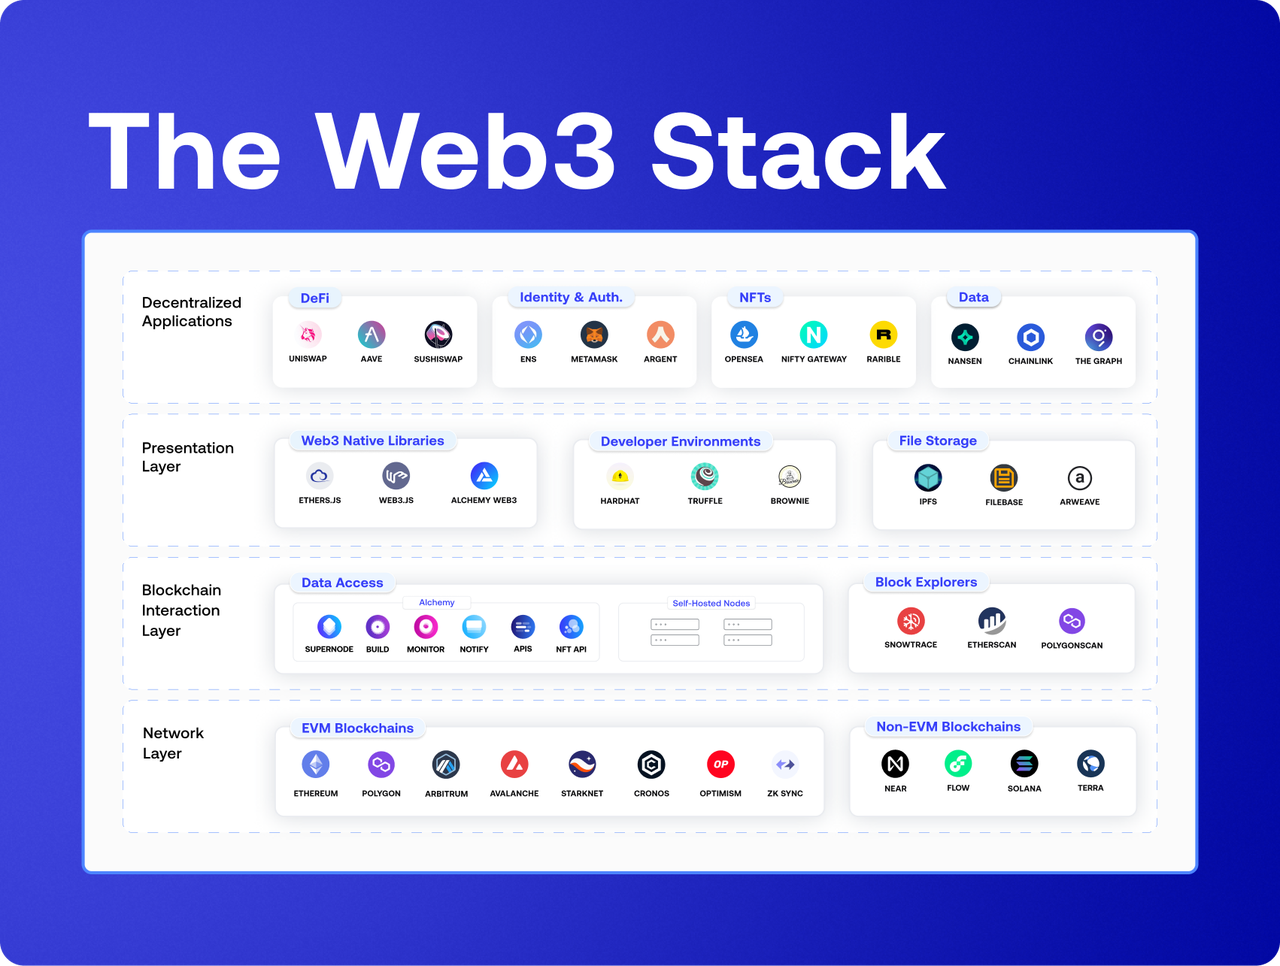 The Web3 Stack
Decentralized
Applications
DeFi
UNISWAP AAVE SUSHISWAP
Identity & Auth.
ENS METAMASK ARGENT
NFTs
OPENSEA NIFTY GATEWAY RARIBLE
Data
NANSEN CHAINLINK THE GRAPH
Presentation
Layer
Web3 Native Libraries
ETHERS.JS WEB3.JS ALCHEMY WEB3
Developer Environments
HARDHAT TRUFFLE BROWNIE
File Storage
IPFS FILEBASE ARWEAVE
Blockchain
Interaction
Layer
Data Access
Alchemy
SUPERNODE BUILD MONITOR NOTIFY APIS NFT API
Self-Hosted Nodes
Block Explorers
SNOWTRACE ETHERSCAN POLYGONSCAN
Network
Layer
EVM Blockchains
OP
ETHEREUM POLYGON ARBITRUM AVALANCHE STARKNET CRONOS OPTIMISM ZK SYNC
Non-EVM Blockchains
NEAR FLOW SOLANA TERRA